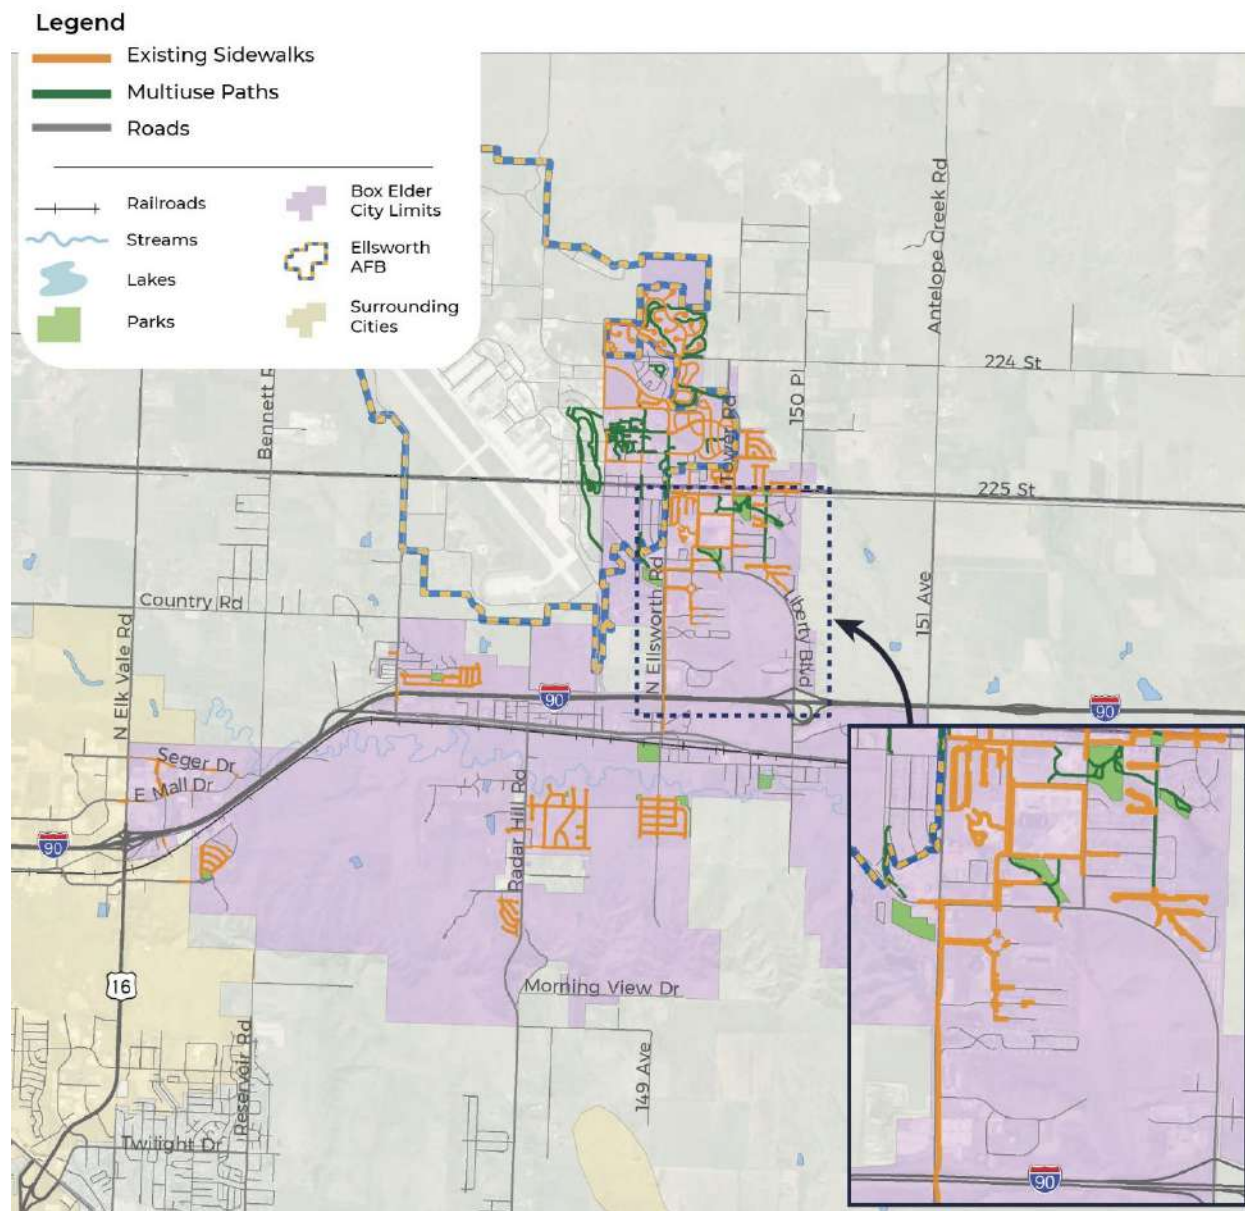 Legend
Existing Sidewalks
Multiuse Paths
Roads
Railroads
Streams
Lakes
Parks
Box Elder
City Limits
Ellsworth
AFB
Surrounding
Cities
Antelope Creek Rd
224 St
150 Pl
Bennett R
Tower Rd
225 St
Country Rd
N Elk Vale Rd
N Ellsworth Rd
Liberty Blvd
151 Ave
90
90
Seger Dr
E Mall Dr
90
Radar Hill Rd
16
Morning View Dr
Reservoir Rd
149 Ave
Twilight Dr
90